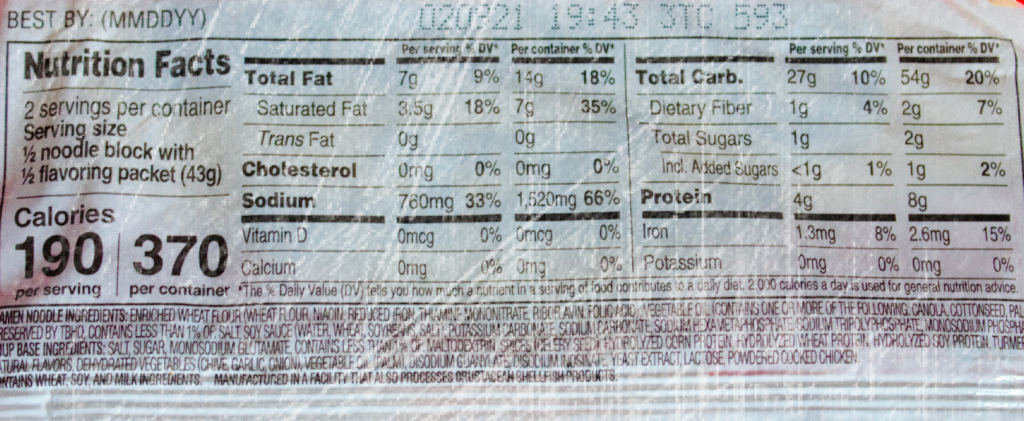 BEST BY: (MMDDYY) 020821 19:43 3TC 593
Nutrition Facts
2 servings per container
Serving size
½ noodle block with
½ flavoring packet (43g)
Calories
190 370
per serving per container
Per serving % DV* Per container % DV*
Total Fat 7g 9% 14g 18%
Saturated Fat 3.5g 18% 7g 35%
Trans Fat 0g 0g
Cholesterol 0mg 0% 0mg 0%
Sodium 760mg 33% 1,520mg 66%
Vitamin D 0mcg 0% 0mcg 0%
Calcium 0mg 0% 0mg 0%
Per serving % DV* Per container % DV*
Total Carb. 27g 10% 54g 20%
Dietary Fiber 1g 4% 2g 7%
Total Sugars 1g 2g
Incl. Added Sugars <1g 1% 1g 2%
Protein 4g 8g
Iron 1.3mg 8% 2.6mg 15%
Potassium 0mg 0% 0mg 0%
*The % Daily Value (DV) tells you how much a nutrient in a serving of food contributes to a daily diet. 2,000 calories a day is used for general nutrition advice.
AMEN NOODLE INGREDIENTS: ENRICHED WHEAT FLOUR (WHEAT FLOUR, NIACIN, REDUCED IRON, THIAMINE MONONITRATE, RIBOFLAVIN, FOLIC ACID), VEGETABLE OIL (CONTAINS ONE OR MORE OF THE FOLLOWING: CANOLA, COTTONSEED, PAL
RESERVED BY TBHQ, CONTAINS LESS THAN 1% OF: SALT, SOY SAUCE (WATER, WHEAT, SOYBEANS, SALT), POTASSIUM CARBONATE, SODIUM CARBONATE, SODIUM HEXAMETAPHOSPHATE, SODIUM TRIPOLYPHOSPHATE, MONOSODIUM PHOSPHA
UP BASE INGREDIENTS: SALT, SUGAR, MONOSODIUM GLUTAMATE, CONTAINS LESS THAN 1% OF: MALTODEXTRIN, SPICES (CELERY SEED), HYDROLYZED CORN PROTEIN, HYDROLYZED WHEAT PROTEIN, HYDROLYZED SOY PROTEIN, TURMER
ATURAL FLAVORS, DEHYDRATED VEGETABLES (CHIVE, GARLIC, ONION), VEGETABLE OIL (PALM), DISODIUM GUANYLATE, DISODIUM INOSINATE, YEAST EXTRACT, LACTOSE, POWDERED COOKED CHICKEN.
NTAINS WHEAT, SOY, AND MILK INGREDIENTS. MANUFACTURED IN A FACILITY THAT ALSO PROCESSES CRUSTACEAN SHELLFISH PRODUCTS.